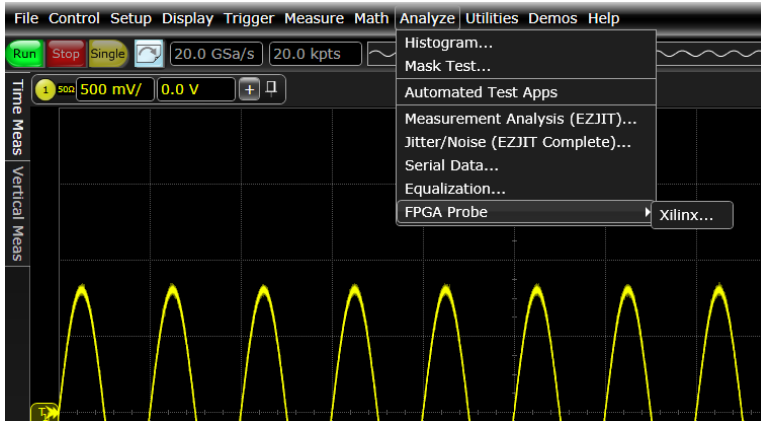 File Control Setup Display Trigger Measure Math Analyze Utilities Demos Help
Run Stop Single 20.0 GSa/s 20.0 kpts
Histogram...
Mask Test...
Automated Test Apps
Measurement Analysis (EZJIT)...
Jitter/Noise (EZJIT Complete)...
Serial Data...
Equalization...
FPGA Probe
Xilinx...
1 50Ω 500 mV/ 0.0 V +
Time Meas
Vertical Meas
T